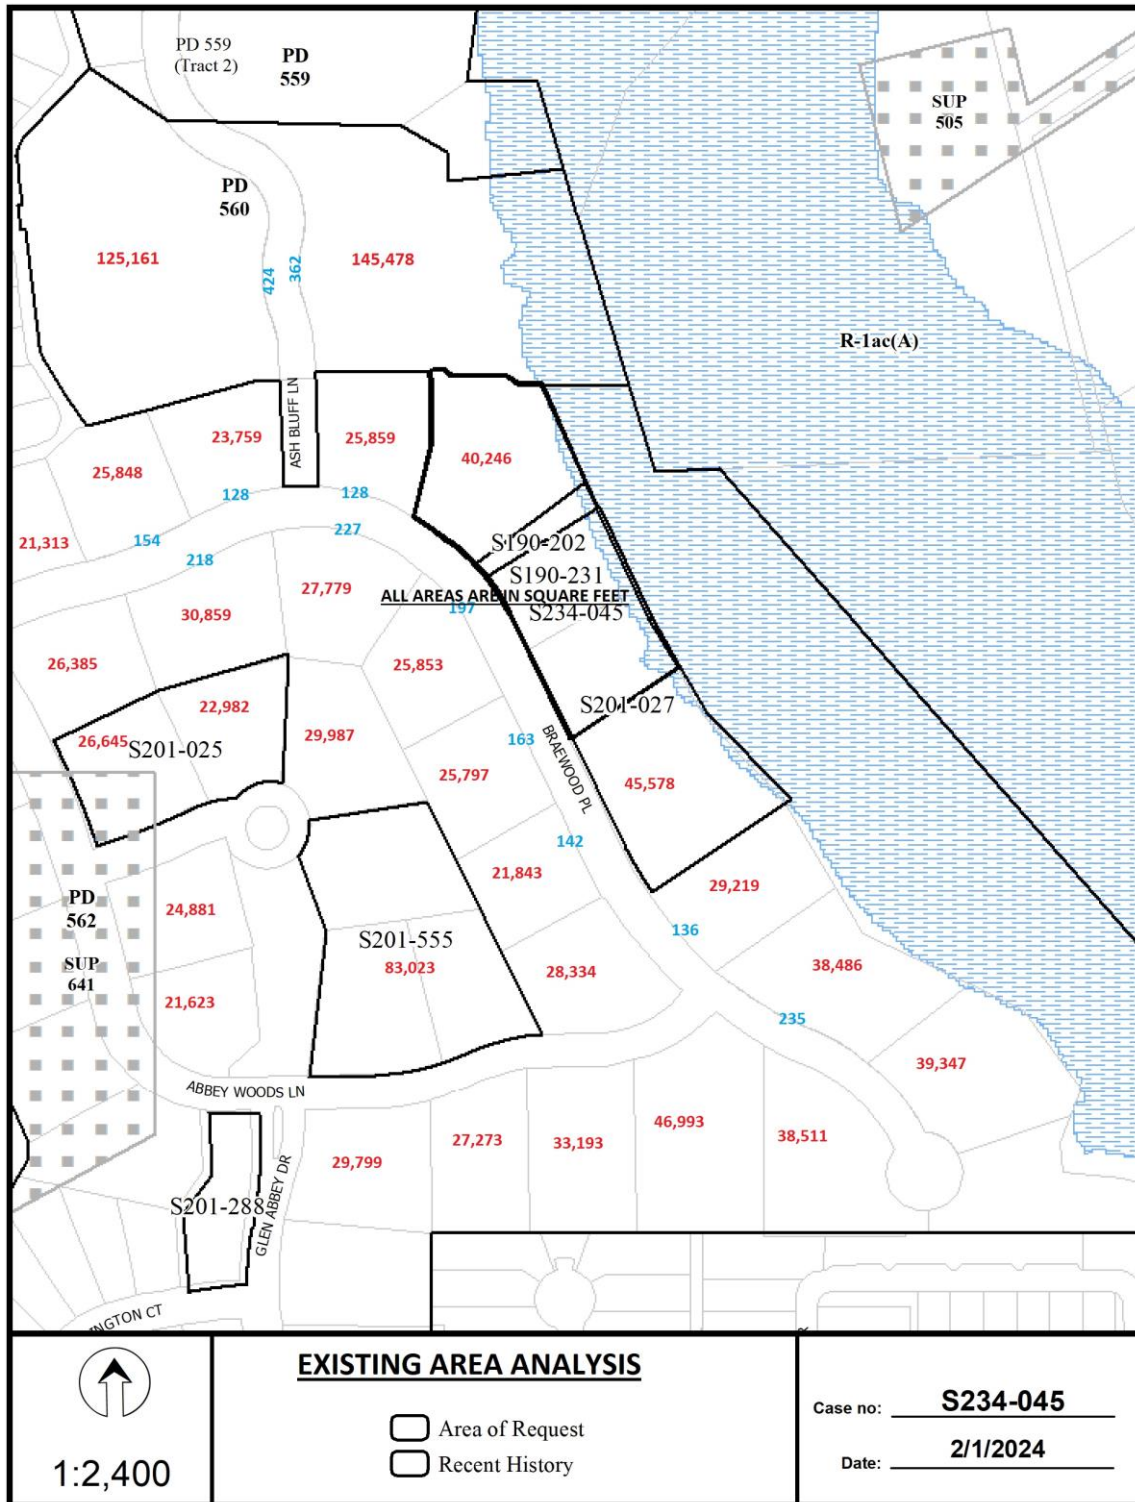 PD 559
(Tract 2)
PD
559
SUP
505
PD
560
125,161
424
362
145,478
R-1ac(A)
ASH BLUFF LN
23,759
25,859
40,246
25,848
128
128
21,313
154
218
227
S190-202
27,779
S190-231
ALL AREAS ARE IN SQUARE FEET
197
S234-045
30,859
26,385
25,853
22,982
S201-027
26,645
S201-025
29,987
163
BRAEWOOD PL
25,797
45,578
142
21,843
29,219
PD
562
24,881
136
S201-555
83,023
SUP
641
28,334
38,486
21,623
235
39,347
ABBEY WOODS LN
46,993
27,273
33,193
38,511
29,799
S201-288
GLEN ABBEY DR
INGTON CT
R
1:2,400
EXISTING AREA ANALYSIS
Area of Request
Recent History
Case no: S234-045
Date: 2/1/2024